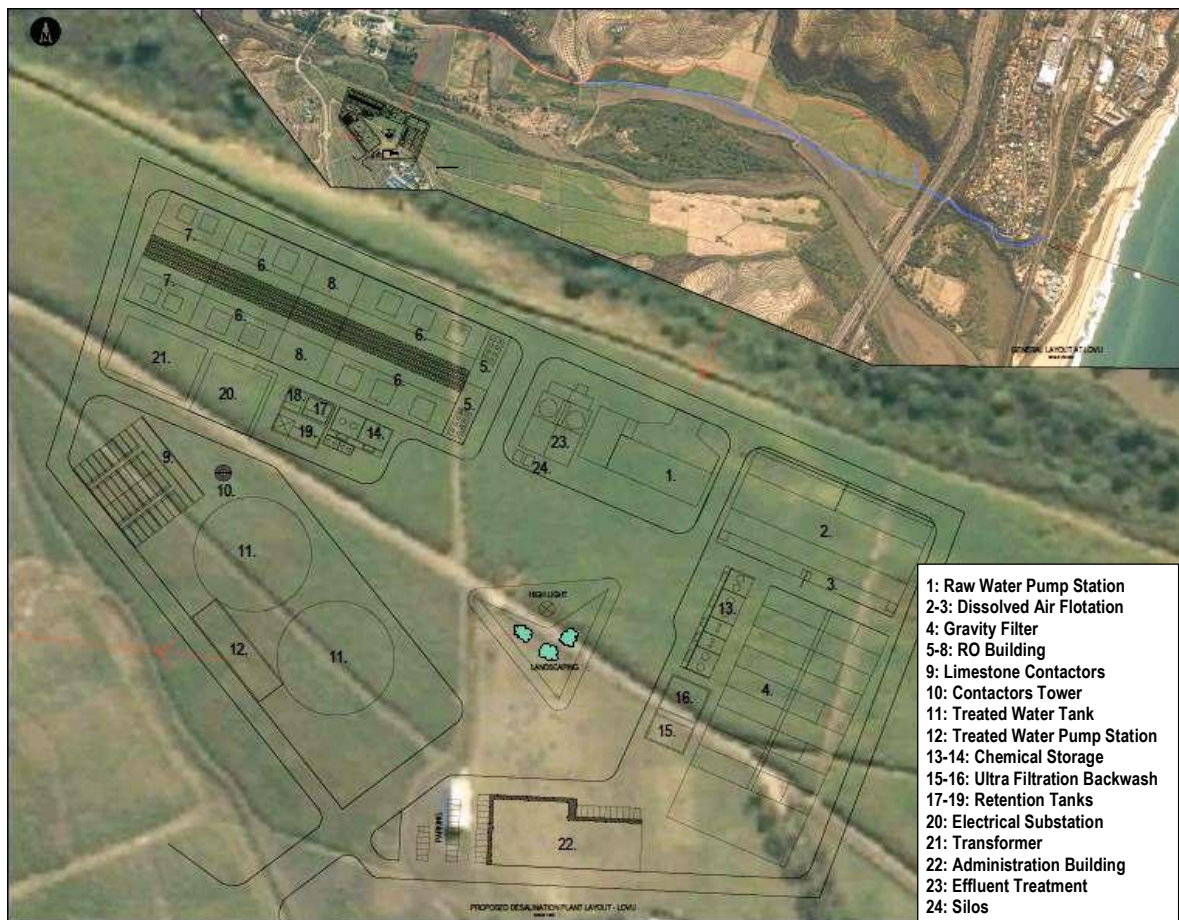 GENERAL LAYOUT AT LOVU
7.
6.
8.
7.
6.
6.
5.
8.
6.
5.
21.
20.
18.
17.
19.
14.
23.
24.
1.
9.
10.
11.
2.
3.
13.
HIGH LIGHT
LANDSCAPING
12.
11.
4.
16.
15.
PARKING
22.
PROPOSED DESALINATION PLANT LAYOUT - LOVU
1: Raw Water Pump Station
2-3: Dissolved Air Flotation
4: Gravity Filter
5-8: RO Building
9: Limestone Contactors
10: Contactors Tower
11: Treated Water Tank
12: Treated Water Pump Station
13-14: Chemical Storage
15-16: Ultra Filtration Backwash
17-19: Retention Tanks
20: Electrical Substation
21: Transformer
22: Administration Building
23: Effluent Treatment
24: Silos